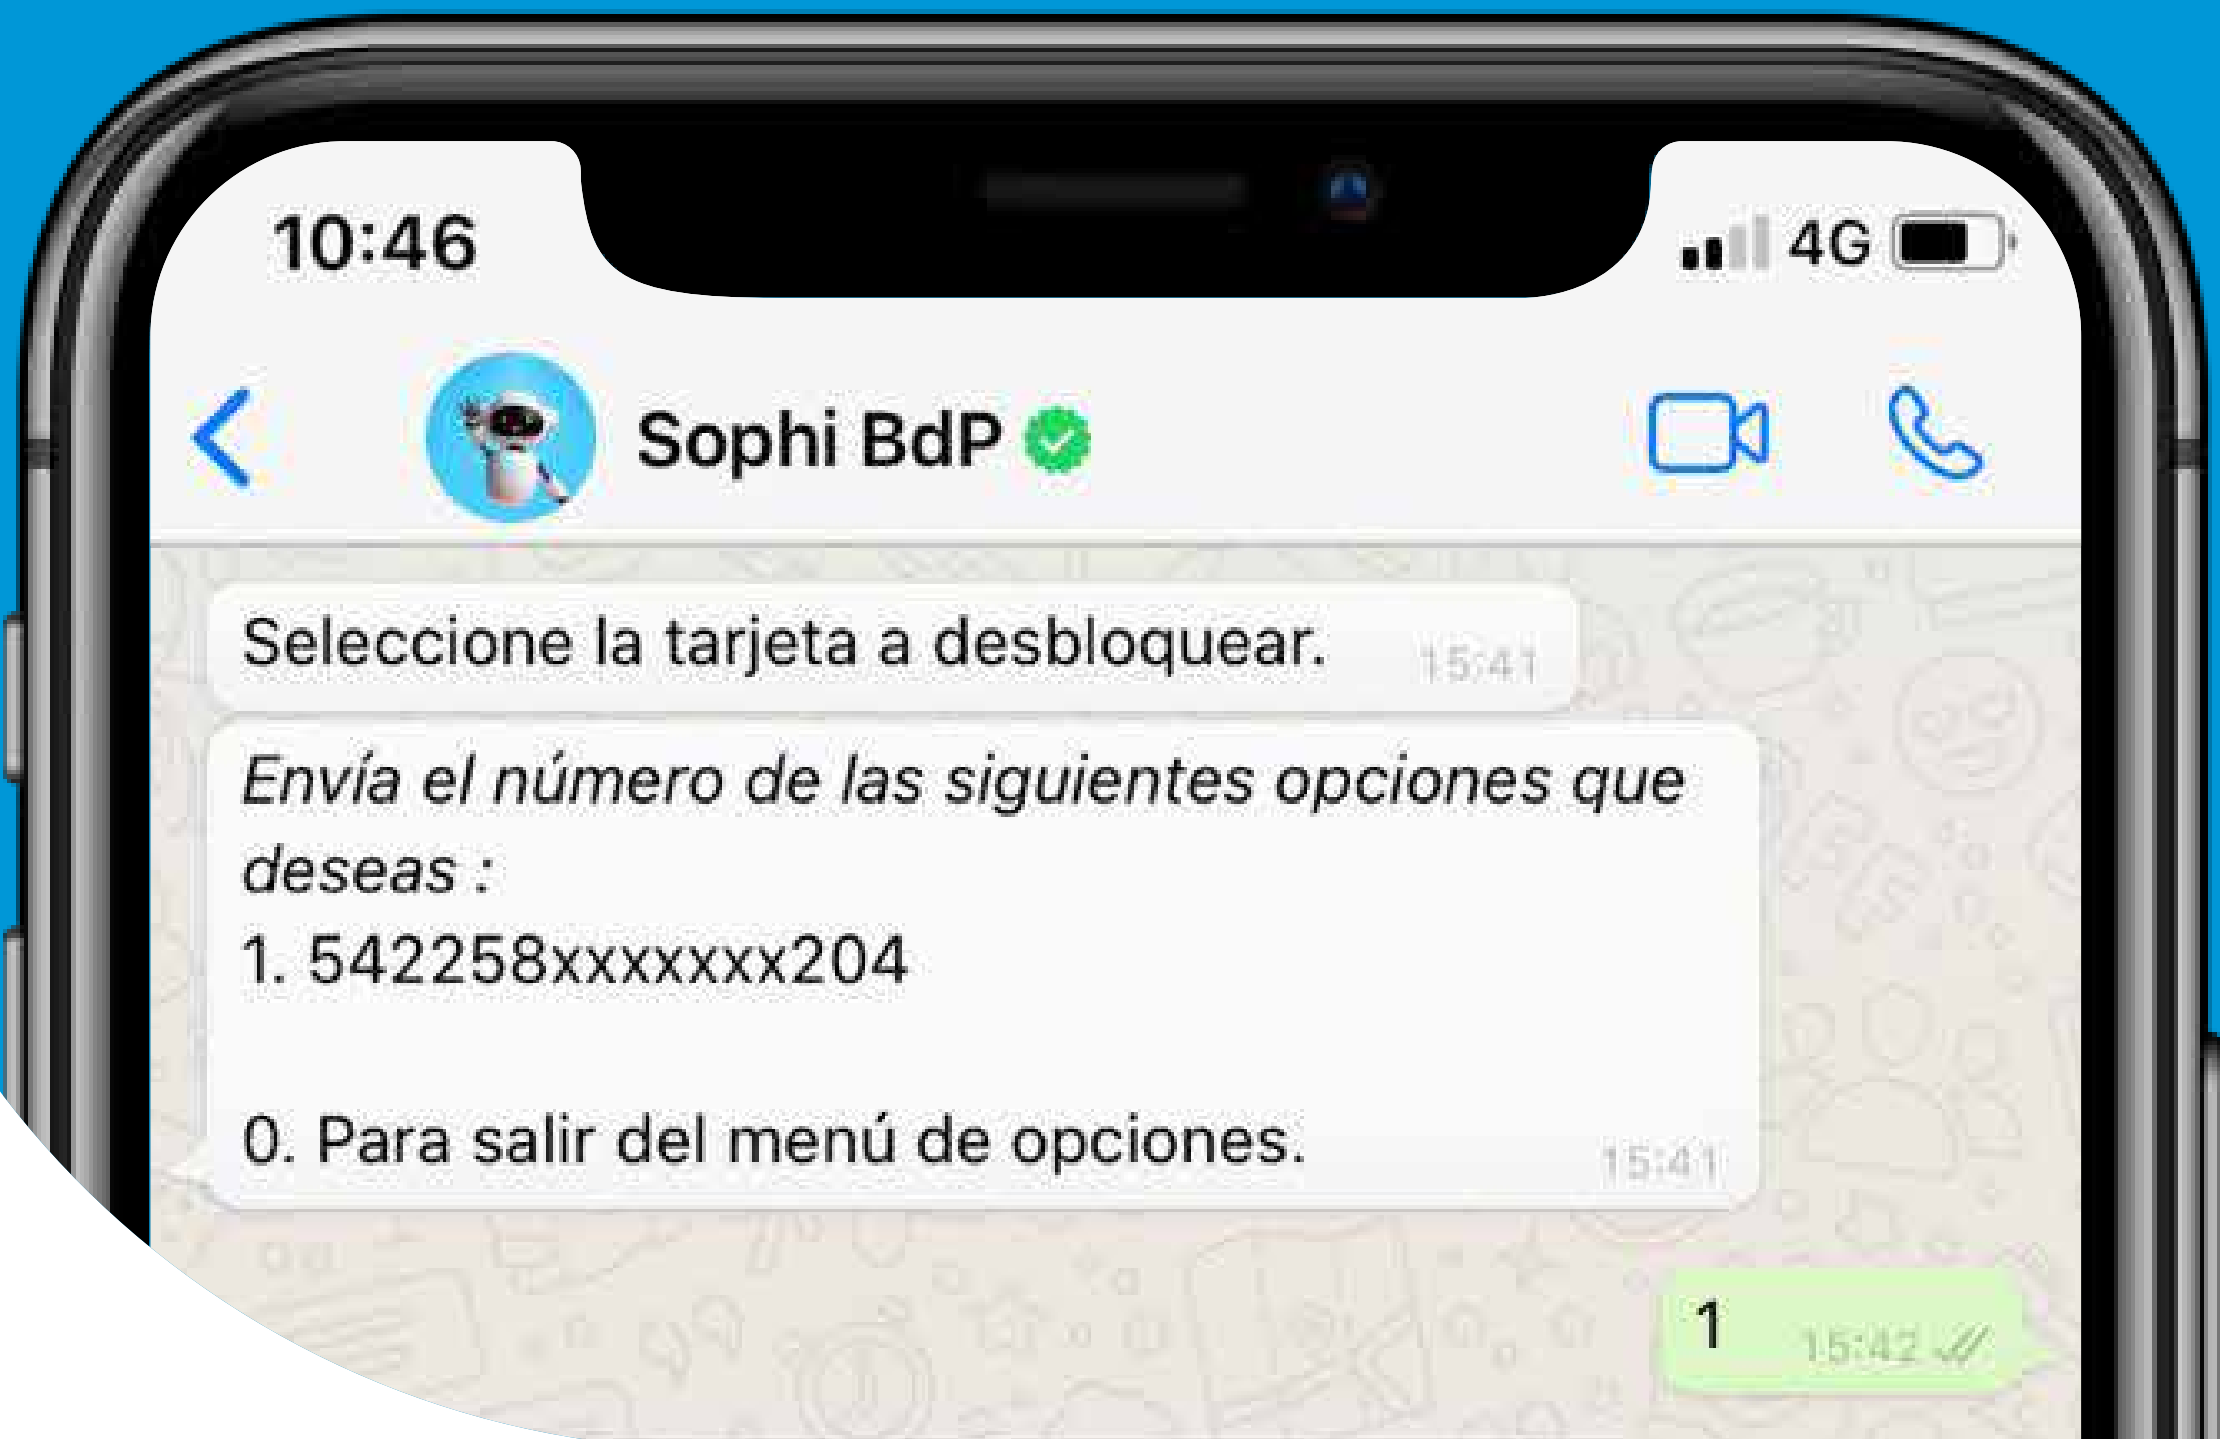 10:46
4G
Sophi BdP
Seleccione la tarjeta a desbloquear.
15:41
Envía el número de las siguientes opciones que
deseas :
1. 542258xxxxxxx204
0. Para salir del menú de opciones.
15:41
1
15:42